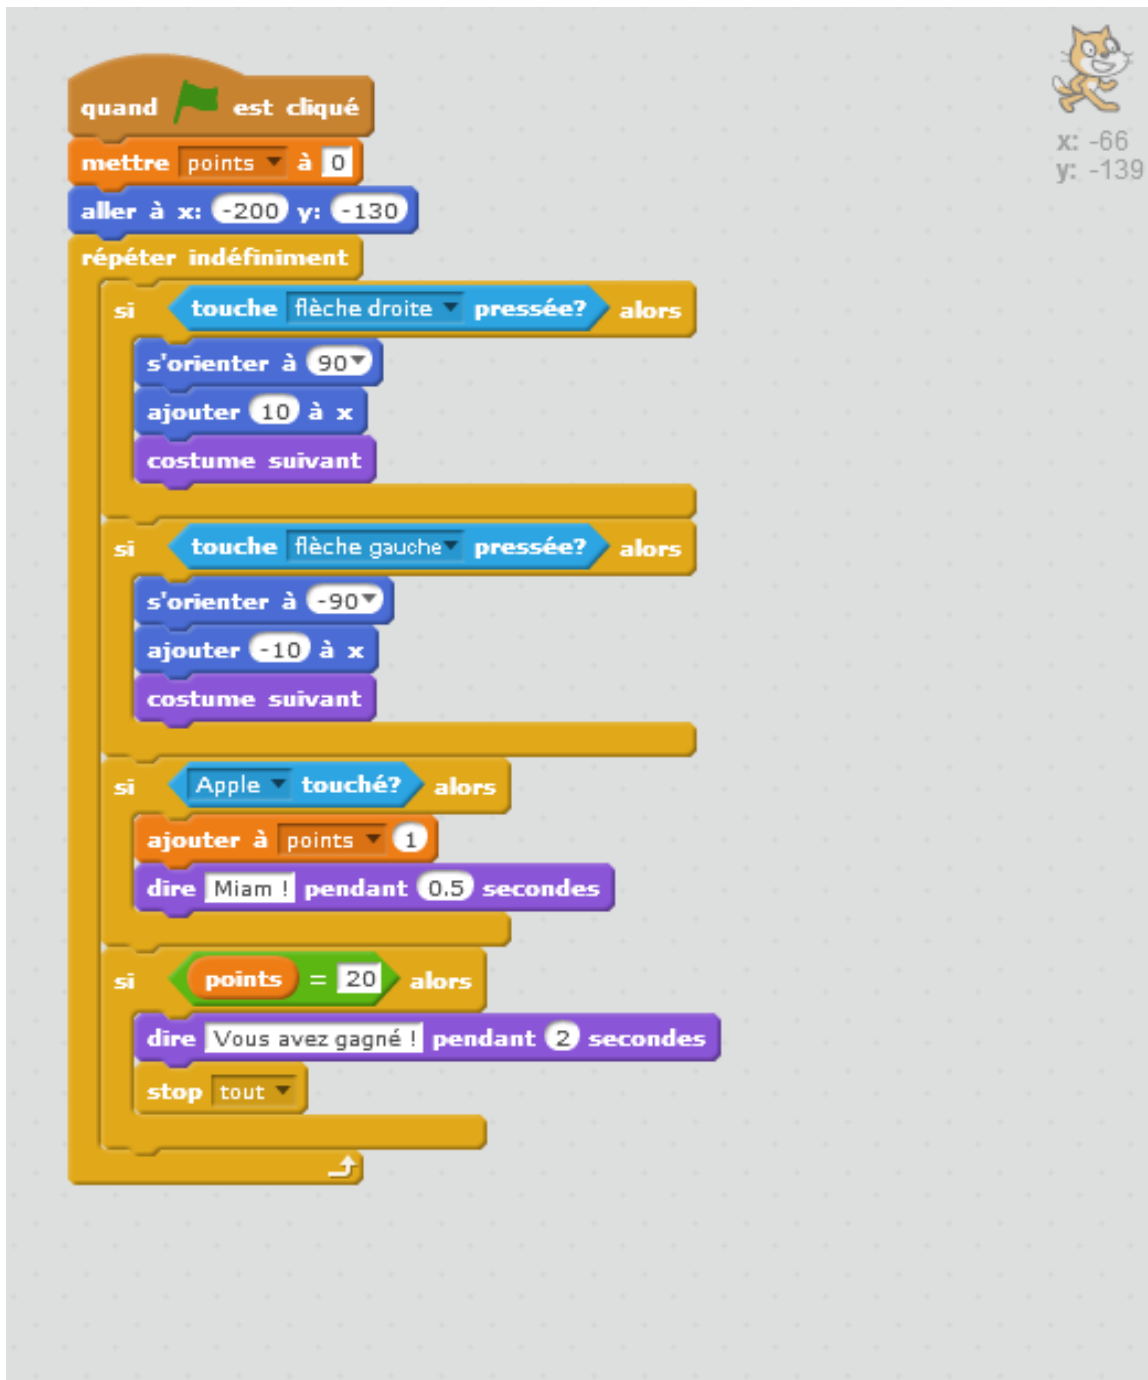 quand est cliqué
mettre points à 0
aller à x: -200 y: -130
répéter indéfiniment
si touche flèche droite pressée? alors
s'orienter à 90
ajouter 10 à x
costume suivant
si touche flèche gauche pressée? alors
s'orienter à -90
ajouter -10 à x
costume suivant
si Apple touché? alors
ajouter à points 1
dire Miam ! pendant 0.5 secondes
si points = 20 alors
dire Vous avez gagné ! pendant 2 secondes
stop tout
x: -66
y: -139